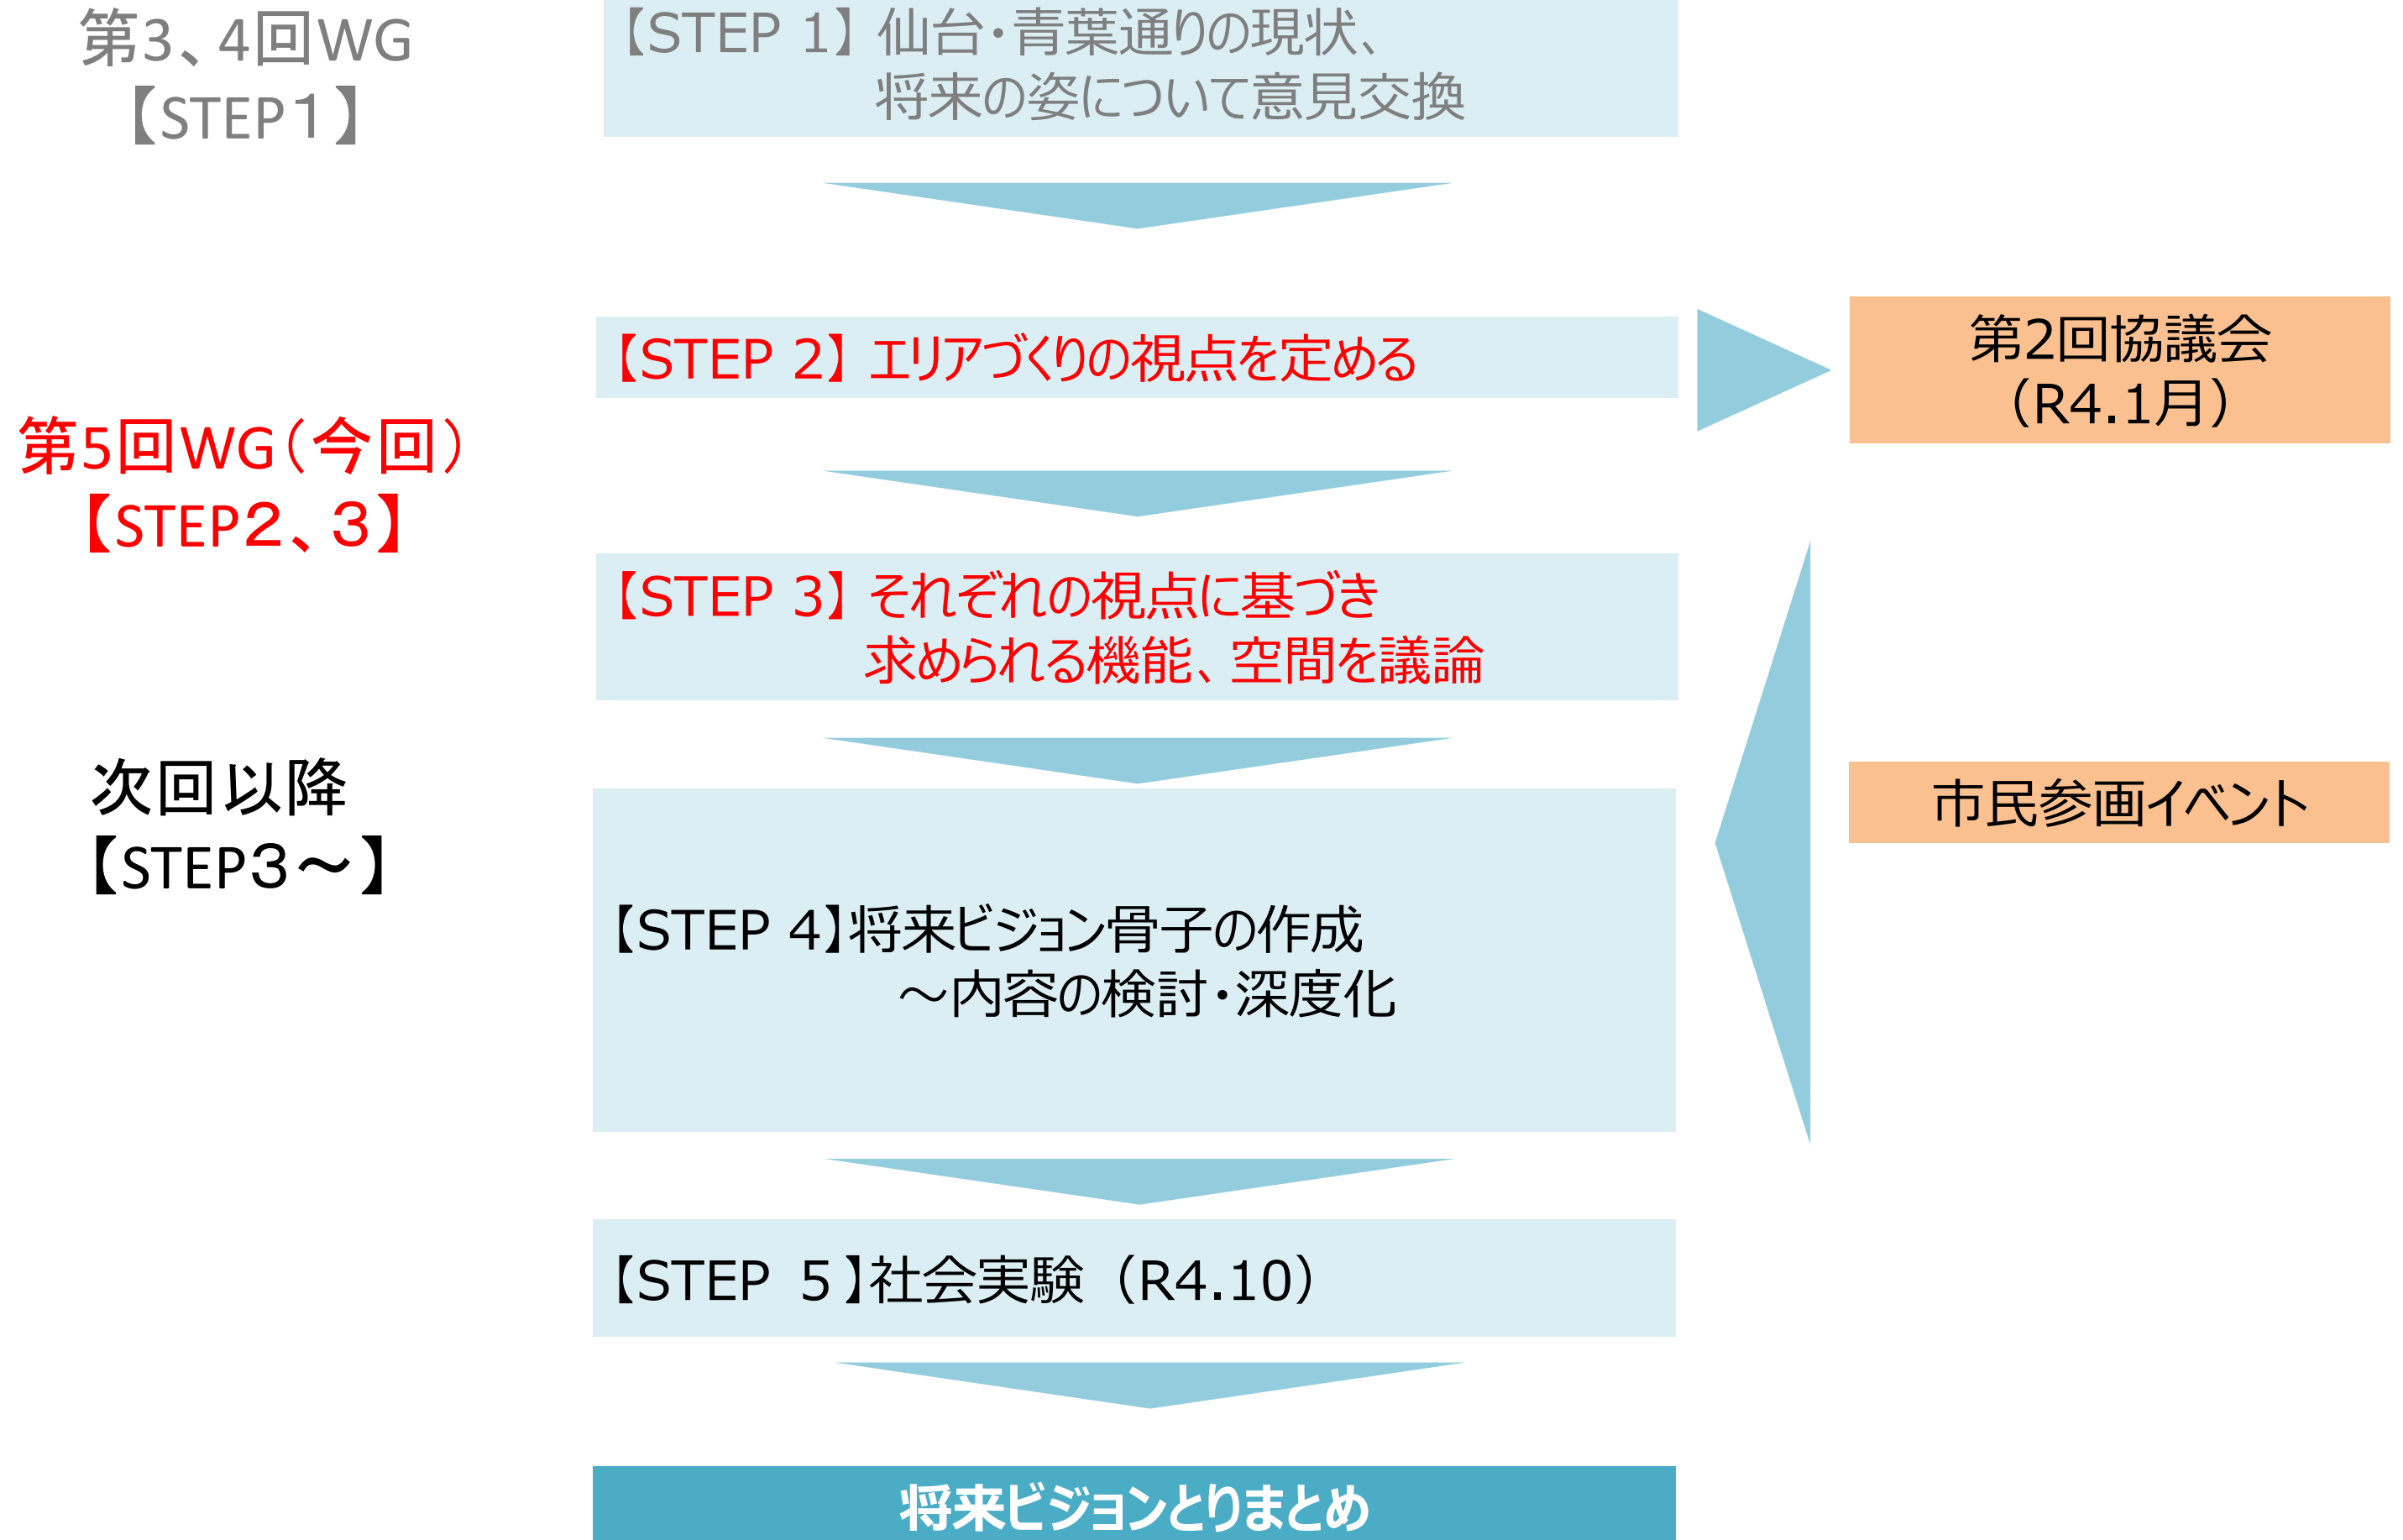 第3、4回WG
【STEP1】
【STEP 1】 仙台・青葉通りの現状、
将来の姿について意見交換
【STEP 2】 エリアづくりの視点を定める
第2回協議会
（R4.1月）
第5回WG（今回）
【STEP2、3】
【STEP 3】 それぞれの視点に基づき
求められる機能、空間を議論
次回以降
【STEP3～】
市民参画イベント
【STEP 4】将来ビジョン骨子の作成
～内容の検討・深度化
【STEP 5】社会実験（R4.10）
将来ビジョンとりまとめ